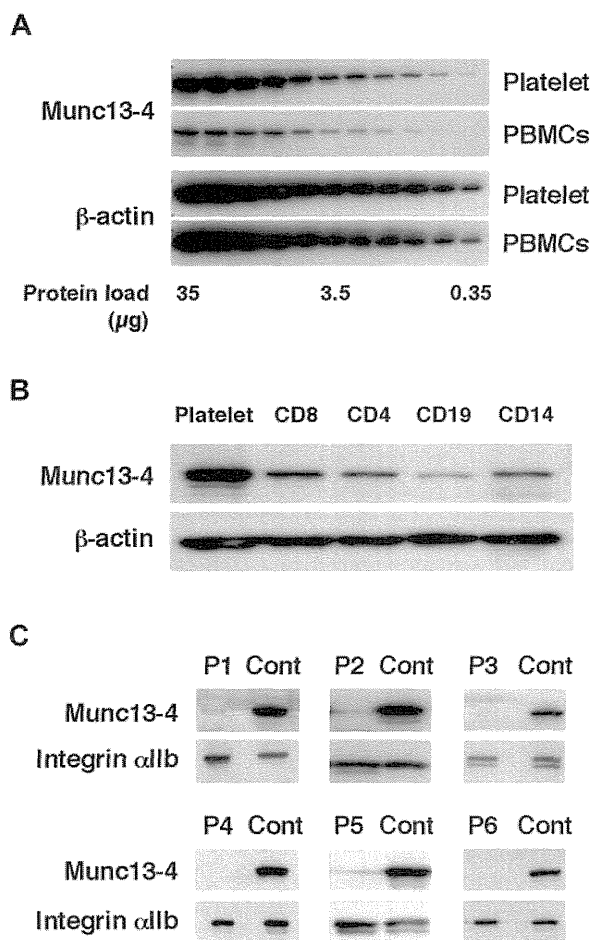 A
Munc13-4
Platelet
PBMCs
β-actin
Platelet
PBMCs
Protein load (µg)
35 3.5 0.35
B
Platelet CD8 CD4 CD19 CD14
Munc13-4
β-actin
C
P1 Cont P2 Cont P3 Cont
Munc13-4
Integrin αIIb
P4 Cont P5 Cont P6 Cont
Munc13-4
Integrin αIIb